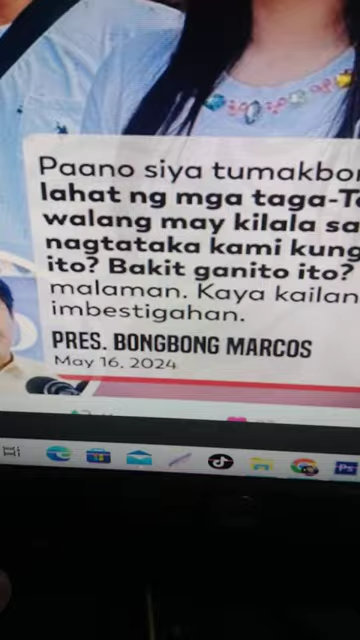 Paano siya tumakbo
lahat ng mga taga-T
walang may kilala sa
nagtataka kami kung
ito? Bakit ganito ito?
malaman. Kaya kailan
imbestigahan.
PRES. BONGBONG MARCOS
May 16, 2024
Ps